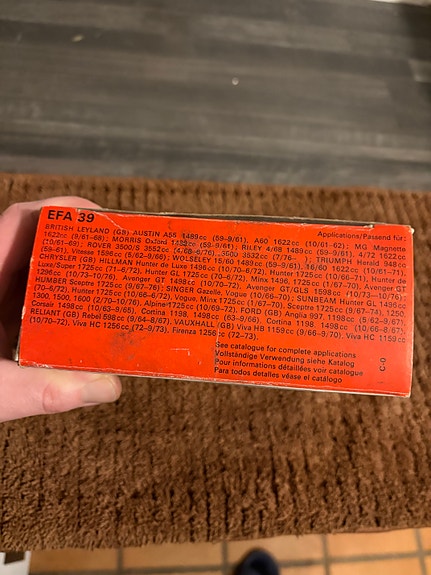 EFA 39
Applications/Passend für:
BRITISH LEYLAND (GB) AUSTIN A55 1489cc (59–9/61), A60 1622cc (10/61–62); MG Magnette
1622cc (9/61–68); MORRIS Oxford 1489cc (59–9/61); RILEY 4/68 1489cc (59–9/61), 4/72 1622cc
(10/61–69); ROVER 3500/S 3552cc (4/68–8/76), 3532cc (7/76– ); TRIUMPH Herald 948cc
(59–61), Vitesse 1596cc (5/62–9/66); WOLSELEY 15/60 1489cc (59–9/61), 16/60 1622cc (10/61–71).
CHRYSLER (GB) HILLMAN Hunter de Luxe 1496cc (10/70–6/72), Hunter 1725cc (10/66–71), Hunter de
Luxe/Super 1725cc (71–6/72), Hunter GL 1725cc (70–6/72), Minx 1496, 1725cc (1/67–70), Avenger
1296cc (10/73–10/76), Avenger GT 1498cc (10/70–72), Avenger GT/GLS 1598cc (10/73–10/76);
HUMBER Sceptre 1725cc (9/67–76); SINGER Gazelle, Vogue (10/66–70); SUNBEAM Hunter GL 1725cc
(70–6/72), Hunter 1725cc (10/66–6/72), Vogue, Minx 1725cc (1/67–70), Sceptre 1725cc (9/67–74), 1250,
1300, 1500, 1600 (2/70–10/76), Alpine 1725cc (10/69–72). FORD (GB) Anglia 997, 1198cc (5/62–9/67),
Corsair 1498cc (10/63–9/65), Cortina 1198, 1498cc (63–9/66), Cortina 1198, 1498cc (10/66–8/67).
RELIANT (GB) Rebel 598cc (9/64–8/67). VAUXHALL (GB) Viva HB 1159cc (9/66–9/70), Viva HC 1159cc
(10/70–72), Viva HC 1256cc (72–9/73), Firenza 1256cc (72–73).
See catalogue for complete applications
Vollständige Verwendung siehe Katalog
Pour informations détaillées voir catalogue
Para todos detalles véase el catálogo
C-0